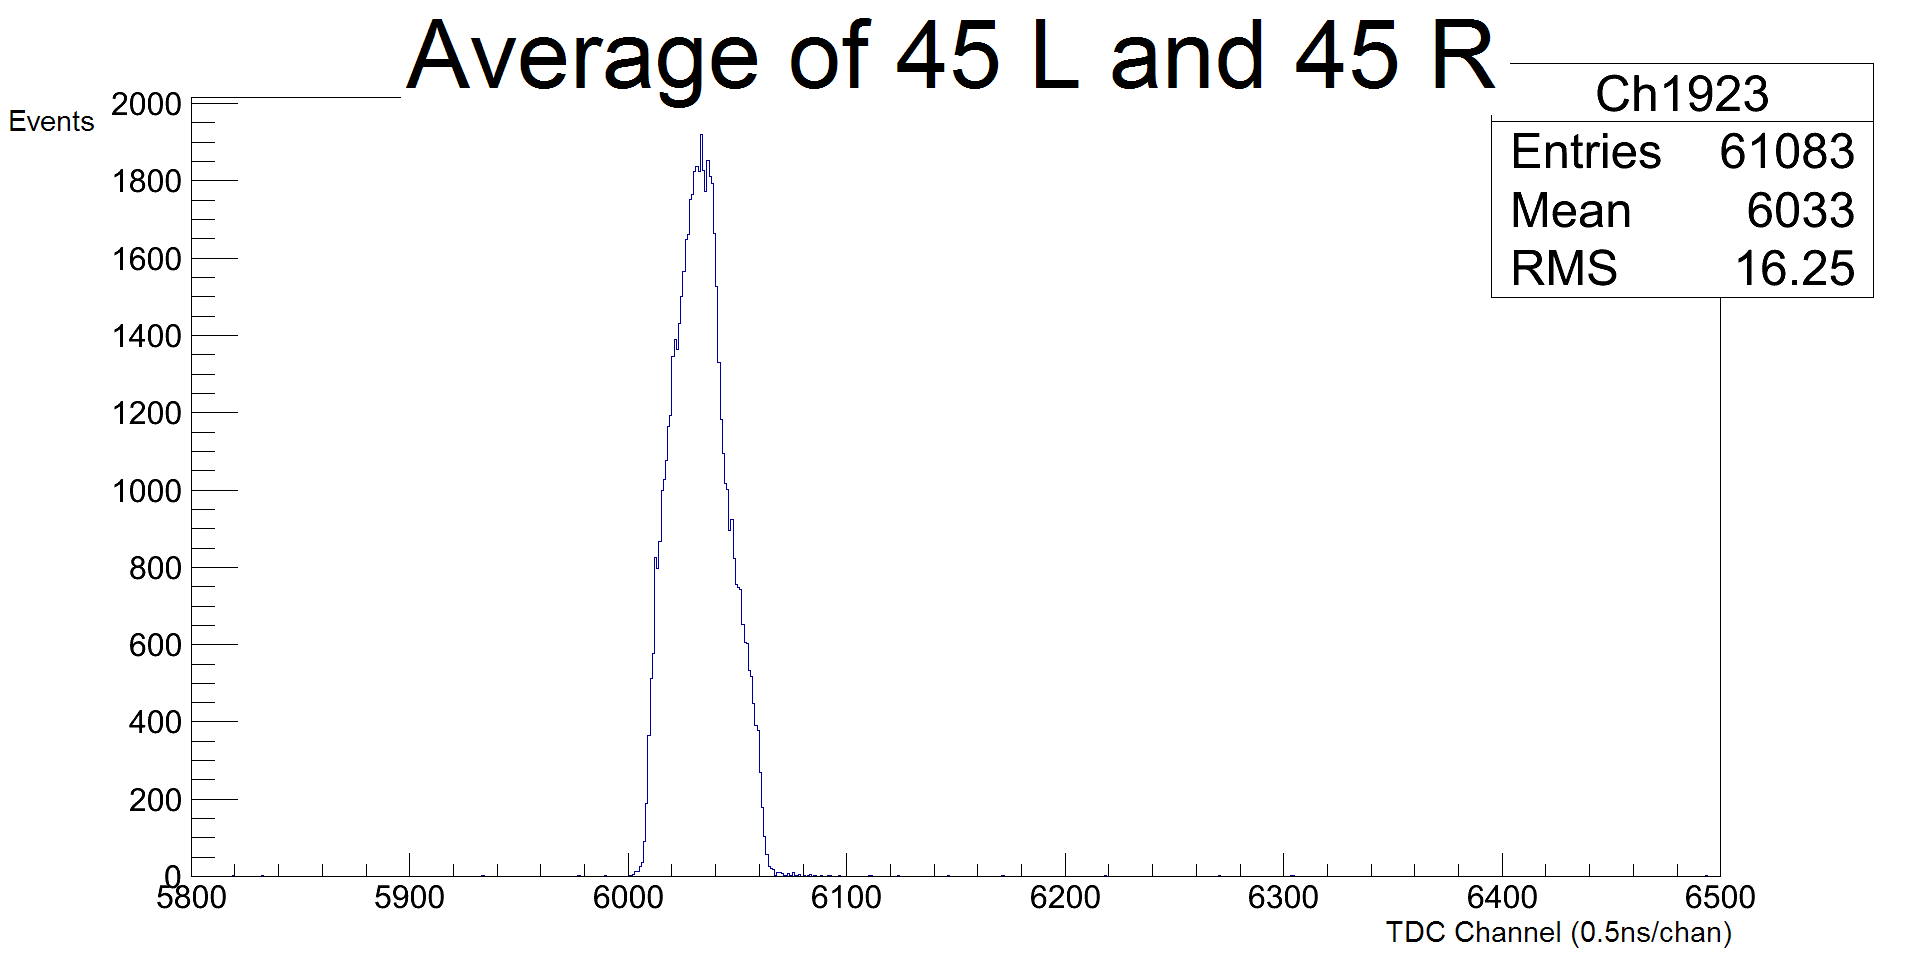 Average of 45 L and 45 R
Ch1923
Entries 61083
Mean 6033
RMS 16.25
Events
2000
1800
1600
1400
1200
1000
800
600
400
200
0
5800 5900 6000 6100 6200 6300 6400 6500
TDC Channel (0.5ns/chan)